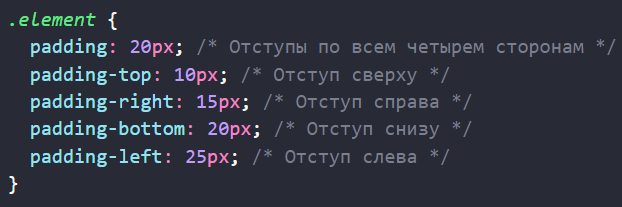 .element {
padding: 20px; /* Отступы по всем четырем сторонам */
padding-top: 10px; /* Отступ сверху */
padding-right: 15px; /* Отступ справа */
padding-bottom: 20px; /* Отступ снизу */
padding-left: 25px; /* Отступ слева */
}